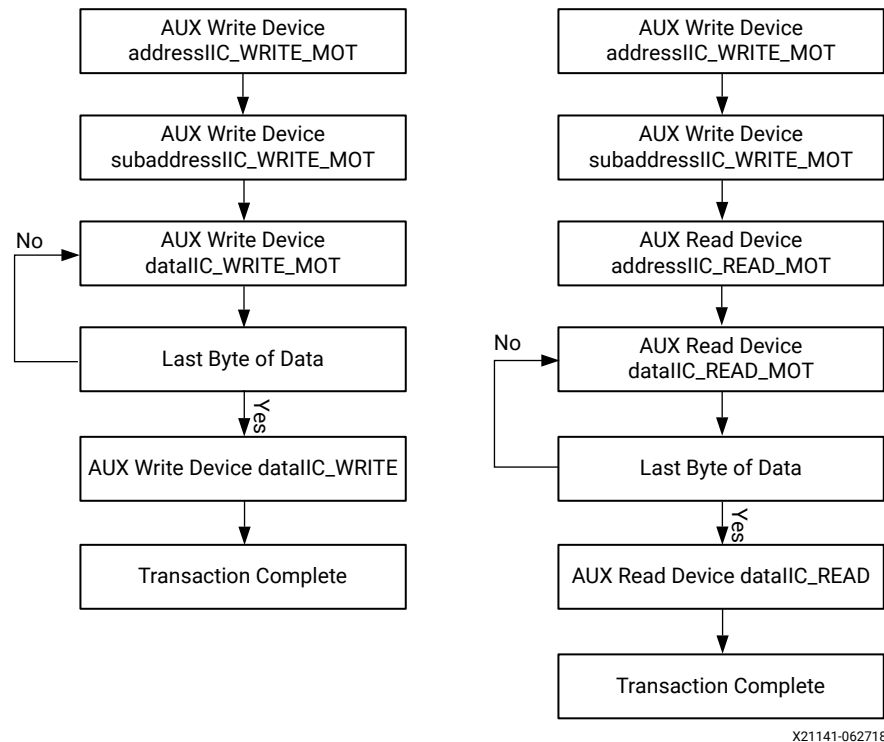 AUX Write Device
addressIIC_WRITE_MOT
AUX Write Device
subaddressIIC_WRITE_MOT
No
AUX Write Device
dataIIC_WRITE_MOT
Last Byte of Data
Yes
AUX Write Device dataIIC_WRITE
Transaction Complete
AUX Write Device
addressIIC_WRITE_MOT
AUX Write Device
subaddressIIC_WRITE_MOT
AUX Read Device
addressIIC_READ_MOT
No
AUX Read Device
dataIIC_READ_MOT
Last Byte of Data
Yes
AUX Read Device dataIIC_READ
Transaction Complete
X21141-062718